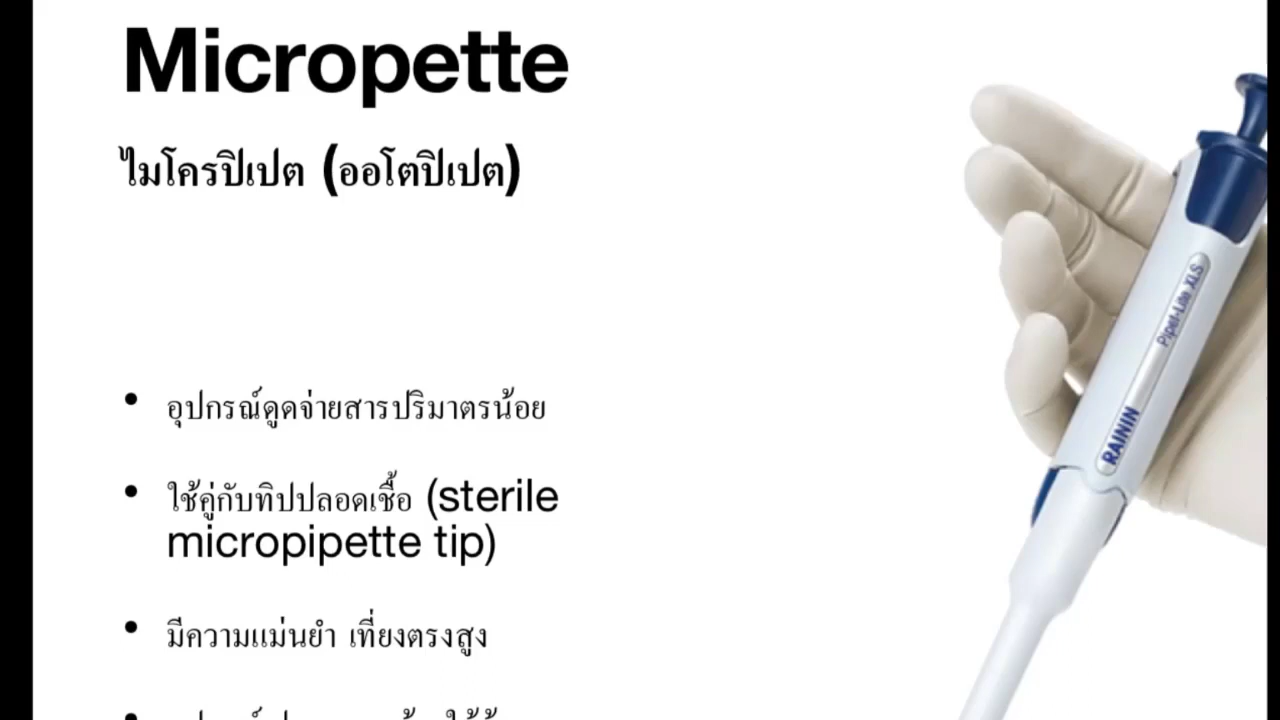 Micropette
ไมโครปิเปต (ออโตปิเปต)
• อุปกรณ์ดูดจ่ายสารปริมาตรน้อย
• ใช้คู่กับทิปปลอดเชื้อ (sterile
micropipette tip)
• มีความแม่นยำ เที่ยงตรงสูง
Pipet-Lite XLS
RAININ